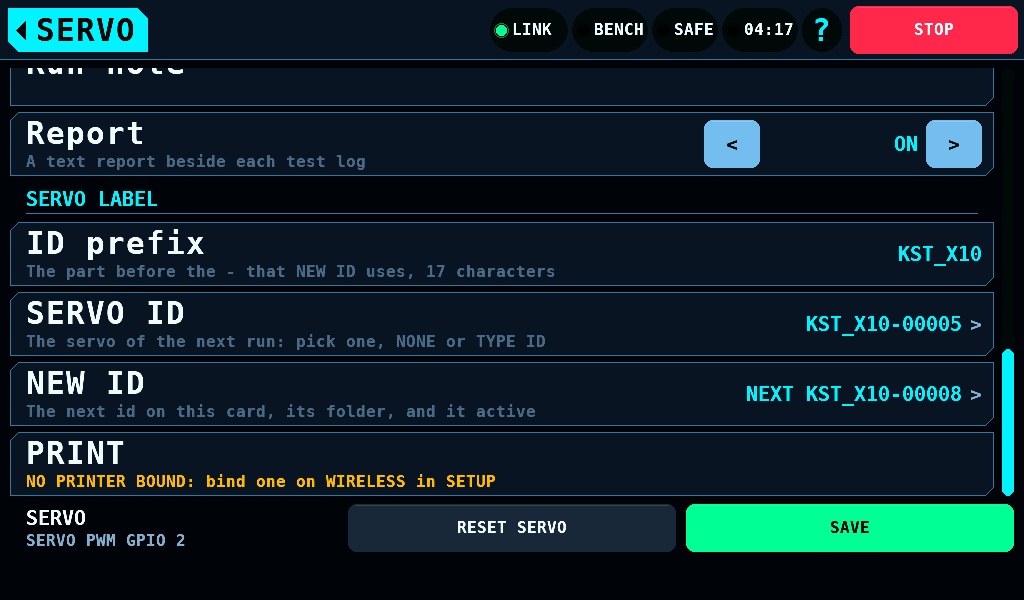 SERVO
LINK
BENCH
SAFE
04:17
?
STOP
Run note
Report
A text report beside each test log
<
ON
>
SERVO LABEL
ID prefix
The part before the - that NEW ID uses, 17 characters
KST_X10
SERVO ID
The servo of the next run: pick one, NONE or TYPE ID
KST_X10-00005 >
NEW ID
The next id on this card, its folder, and it active
NEXT KST_X10-00008 >
PRINT
NO PRINTER BOUND: bind one on WIRELESS in SETUP
SERVO
SERVO PWM GPIO 2
RESET SERVO
SAVE